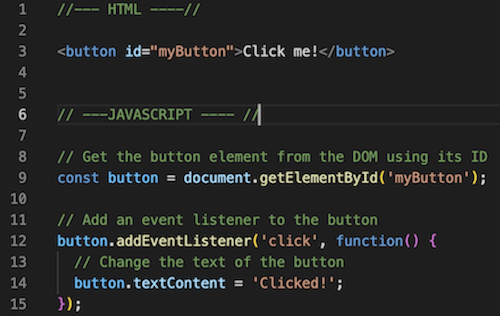 1 //--- HTML ----//
2
3 <button id="myButton">Click me!</button>
4
5
6 // ---JAVASCRIPT ---- //
7
8 // Get the button element from the DOM using its ID
9 const button = document.getElementById('myButton');
10
11 // Add an event listener to the button
12 button.addEventListener('click', function() {
13   // Change the text of the button
14   button.textContent = 'Clicked!';
15 });